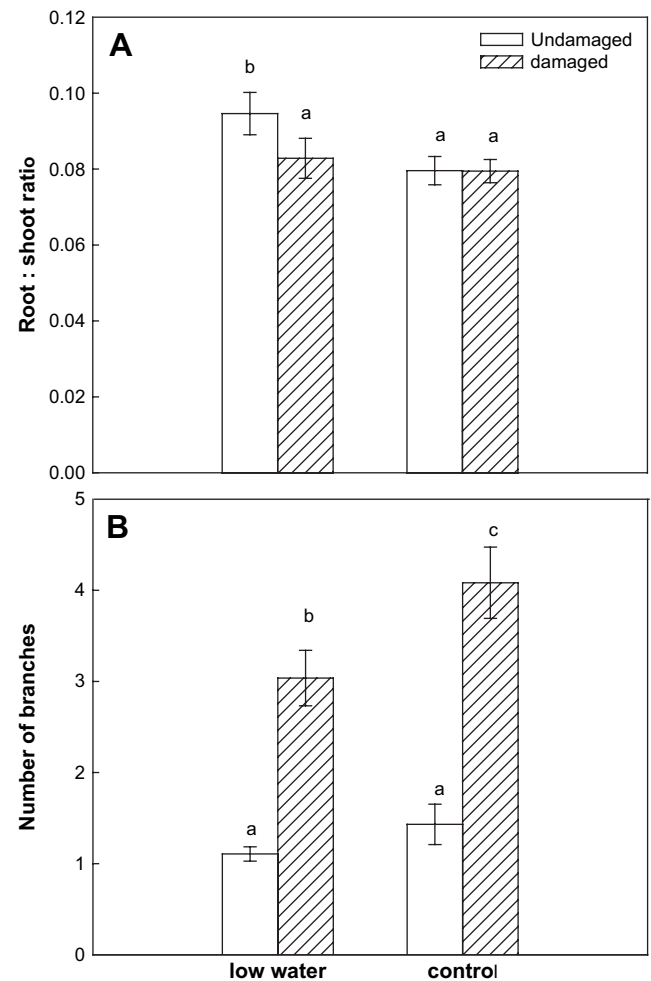 0.12
A
Undamaged
damaged
b
0.10
a
a
a
0.08
0.06
0.04
0.02
0.00
Root : shoot ratio
5
B
c
4
b
3
2
a
a
1
0
Number of branches
low water
control